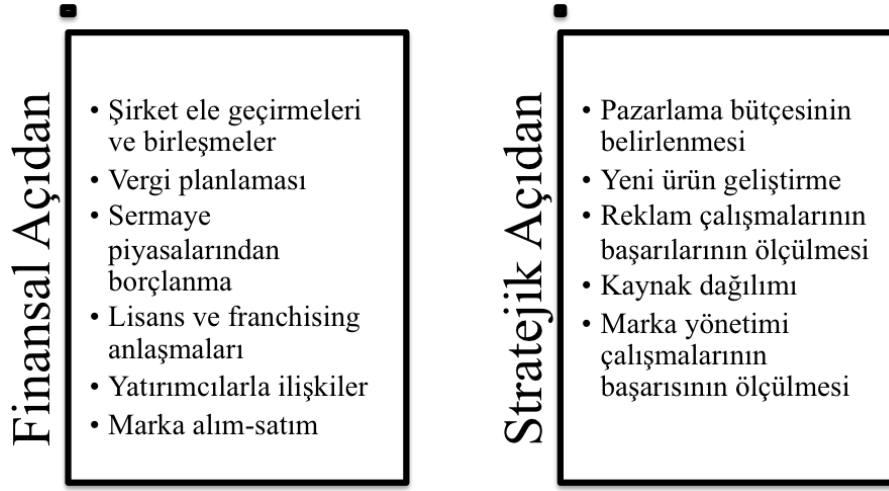 Finansal Açıdan
• Şirket ele geçirmeleri
ve birleşmeler
• Vergi planlaması
• Sermaye
piyasalarından
borçlanma
• Lisans ve franchising
anlaşmaları
• Yatırımcılarla ilişkiler
• Marka alım-satım
Stratejik Açıdan
• Pazarlama bütçesinin
belirlenmesi
• Yeni ürün geliştirme
• Reklam çalışmalarının
başarılarının ölçülmesi
• Kaynak dağılımı
• Marka yönetimi
çalışmalarının
başarısının ölçülmesi